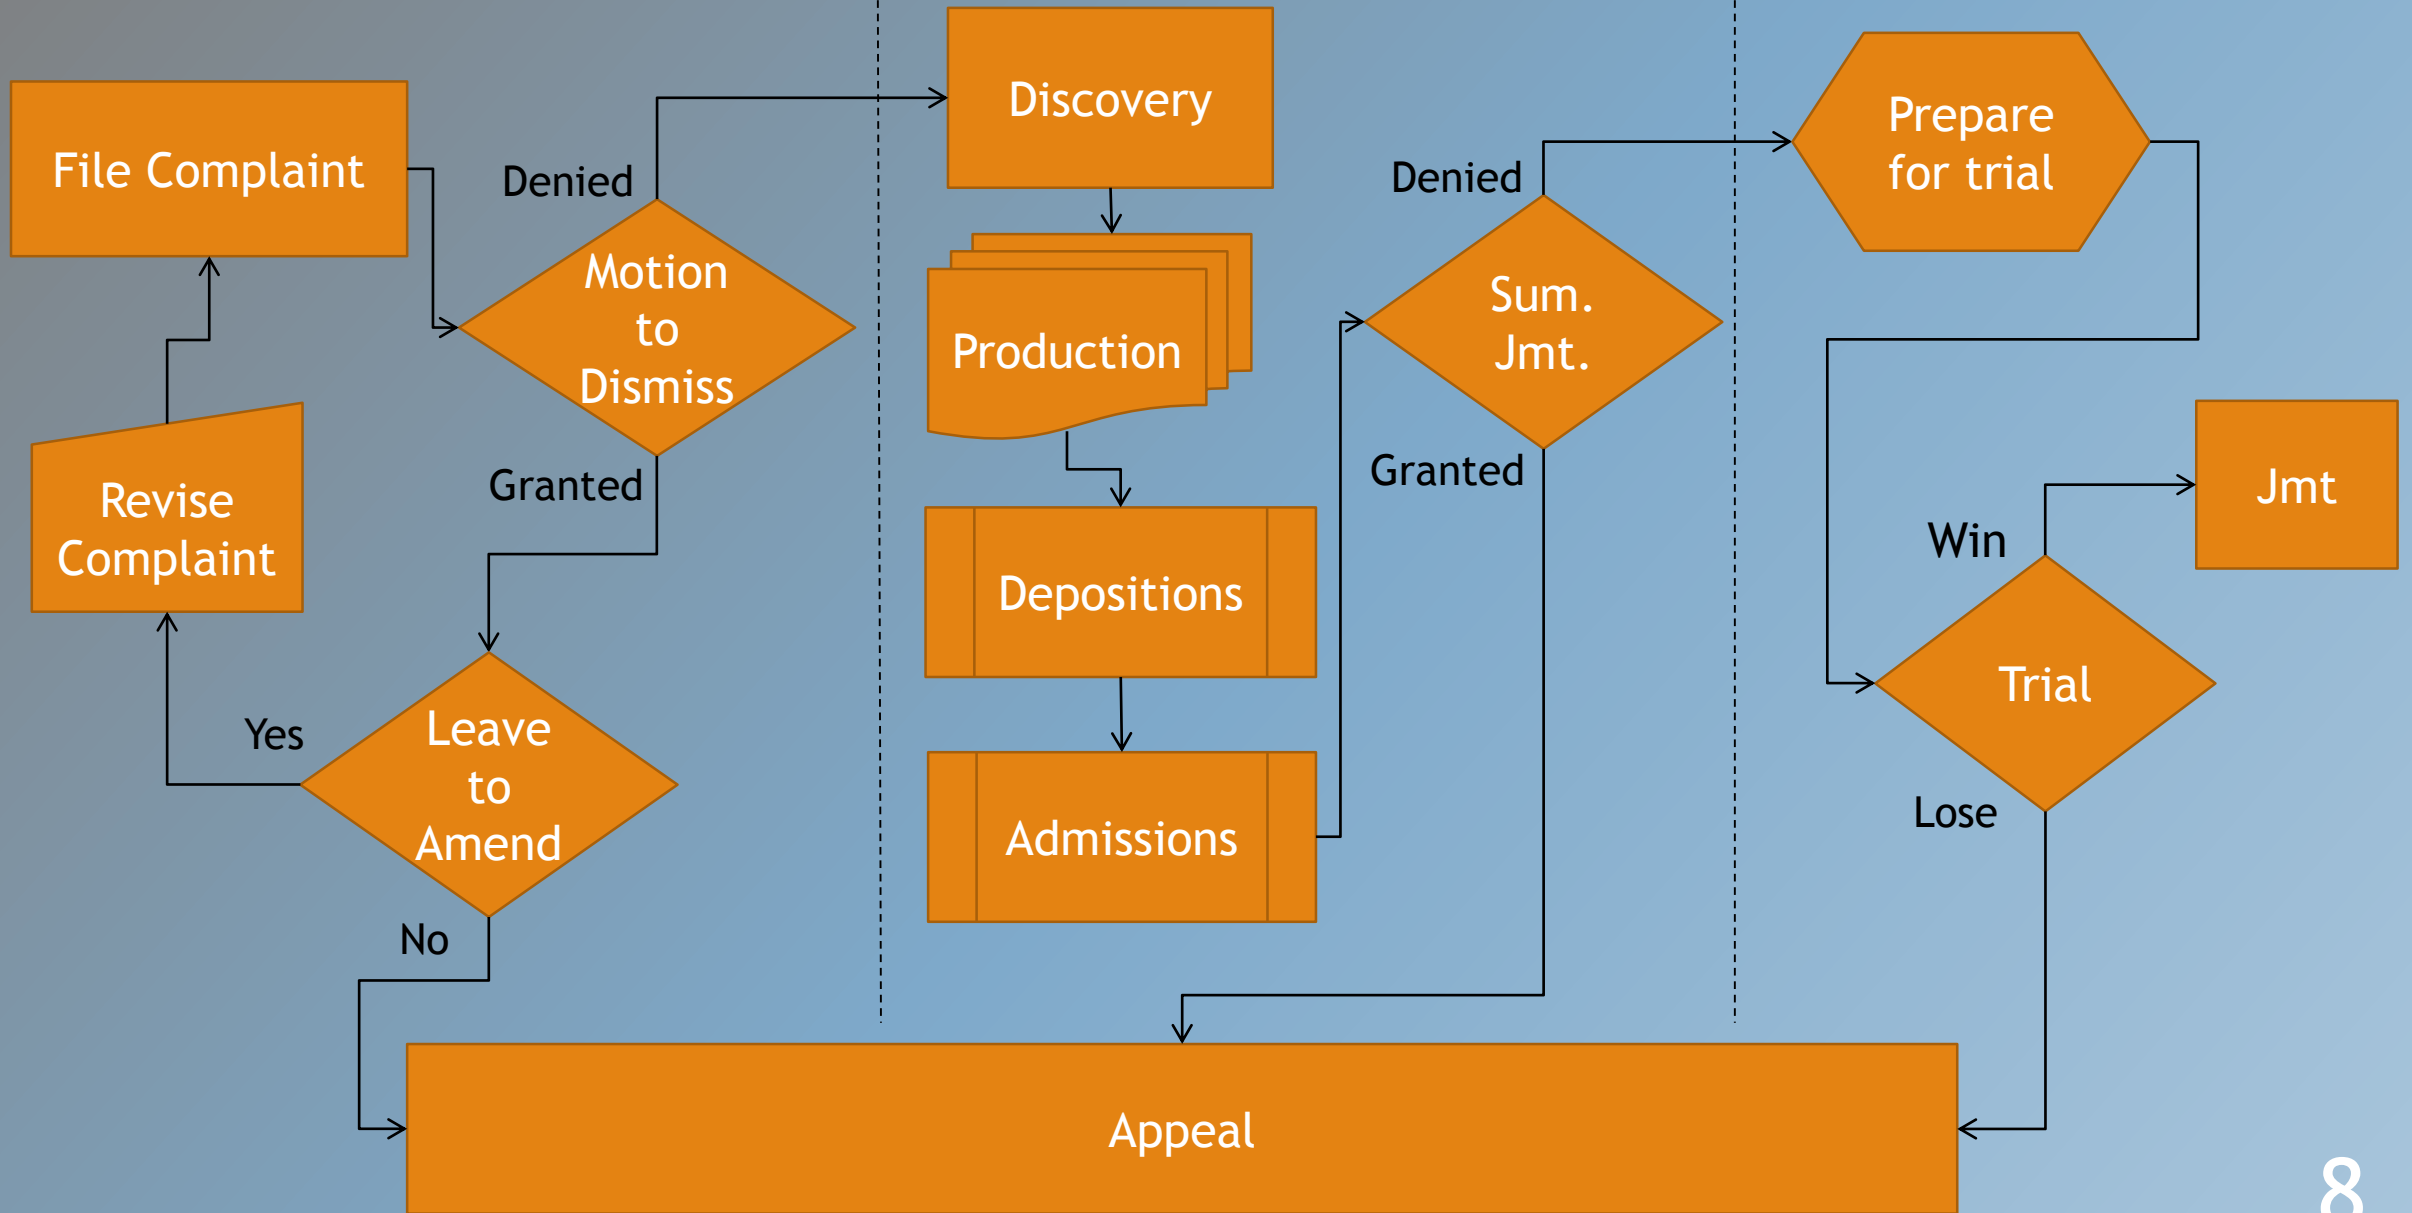 File Complaint
Denied
Motion
to
Dismiss
Granted
Revise
Complaint
Yes
Leave
to
Amend
No
Discovery
Production
Depositions
Admissions
Denied
Sum.
Jmt.
Granted
Prepare
for trial
Jmt
Win
Trial
Lose
Appeal
8